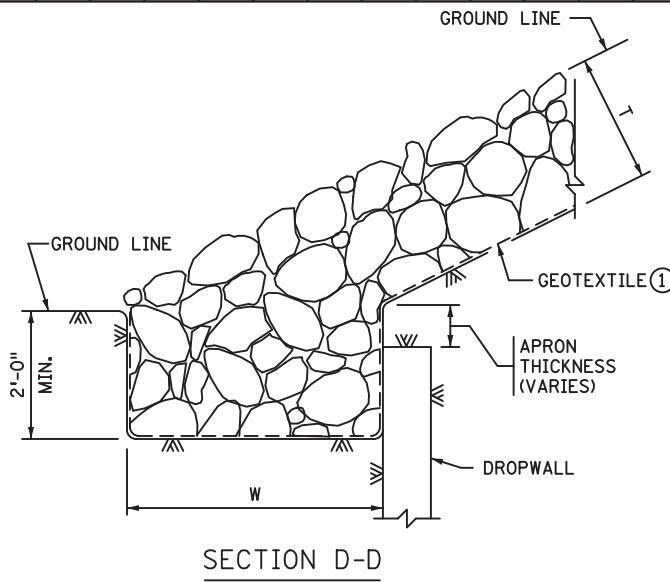 GROUND LINE
T
GROUND LINE
GEOTEXTILE 1
2'-0"
MIN.
APRON
THICKNESS
(VARIES)
DROPWALL
W
SECTION D-D